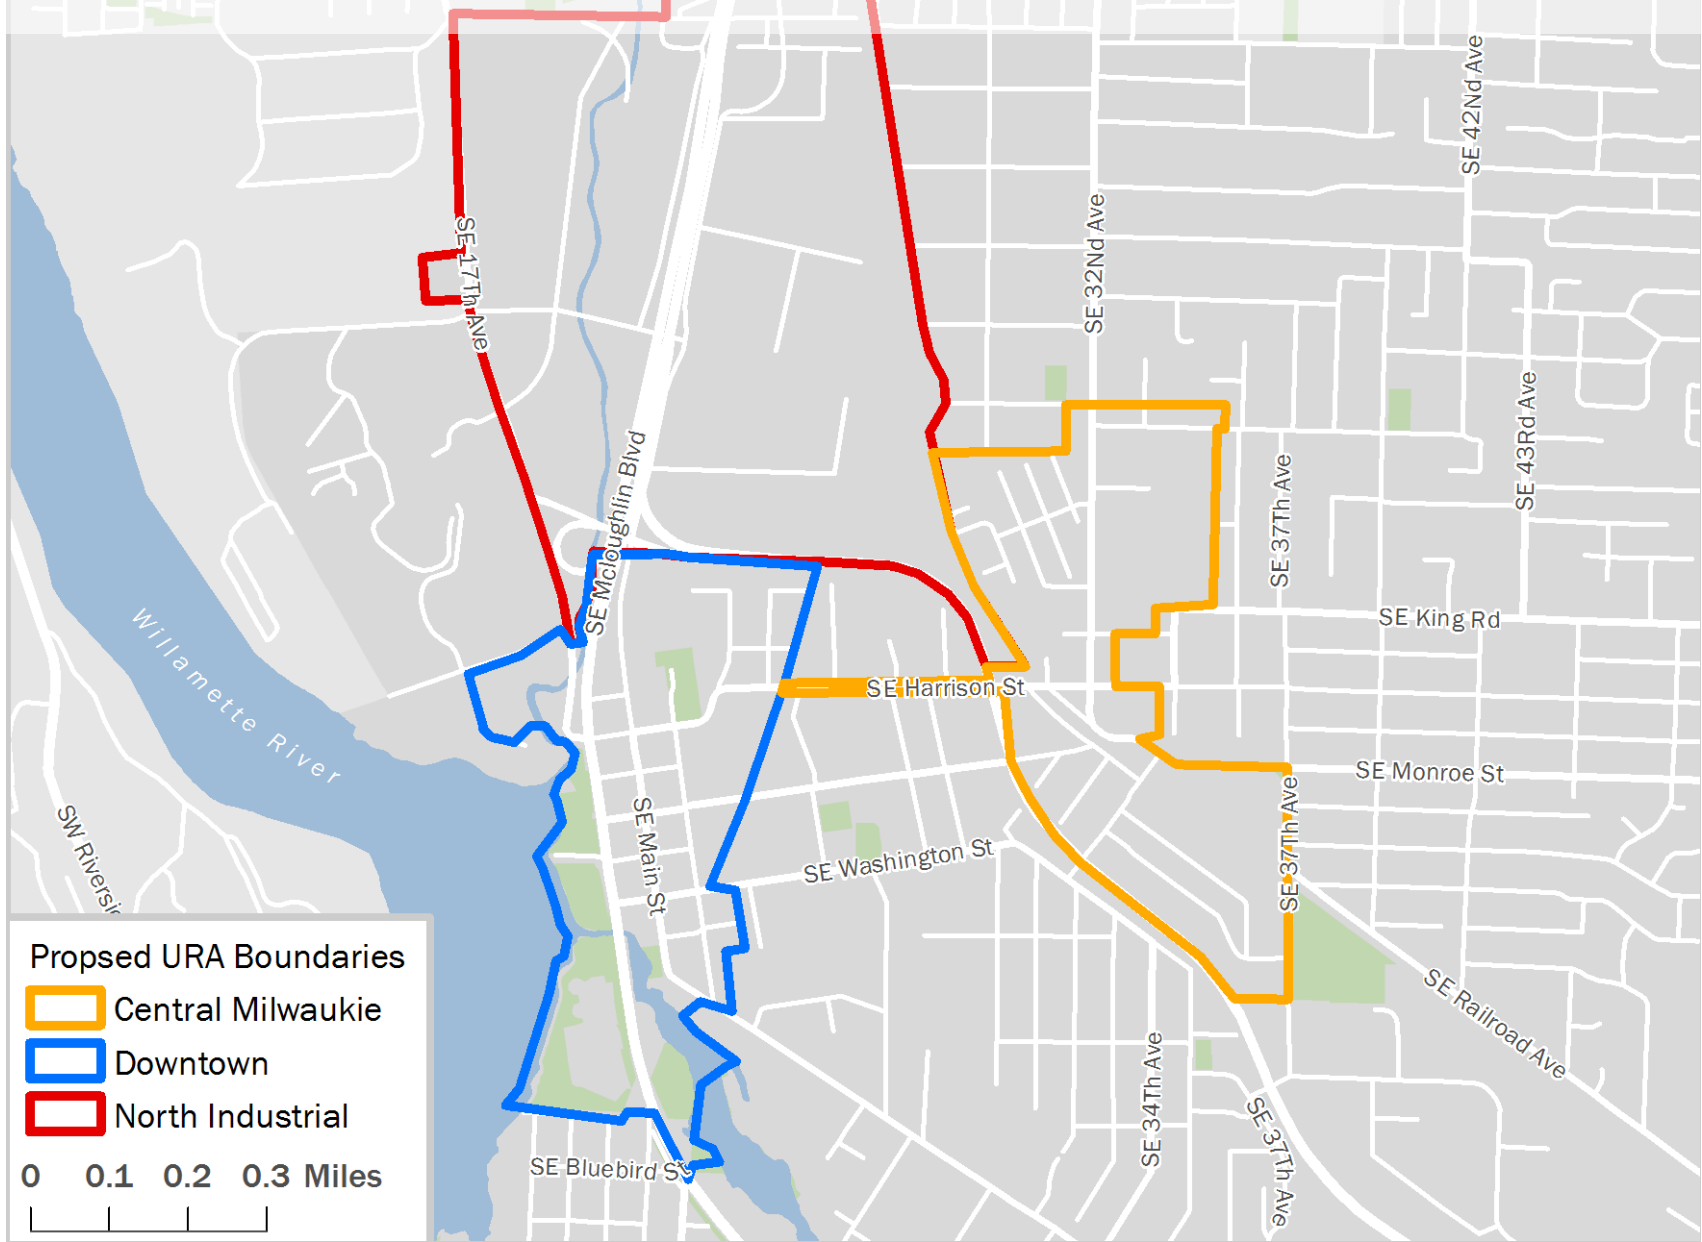 SE 42Nd Ave
SE 17Th Ave
SE 32Nd Ave
SE 43Rd Ave
SE Mcloughlin Blvd
SE 37Th Ave
SE King Rd
Willamette River
SE Harrison St
SE Monroe St
SW Riversi
SE Main St
SE Washington St
SE 37Th Ave
SE Railroad Ave
SE 34Th Ave
SE 37Th Ave
SE Bluebird St
Propsed URA Boundaries
Central Milwaukie
Downtown
North Industrial
0 0.1 0.2 0.3 Miles